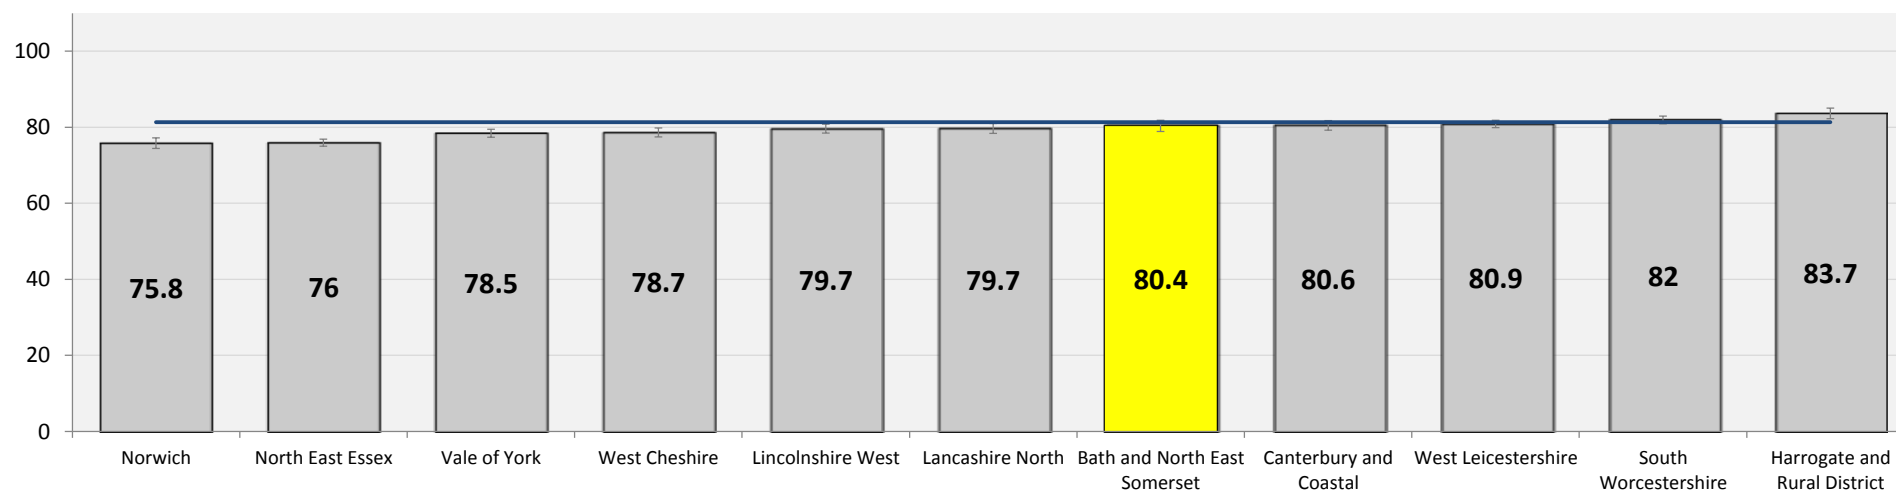 100
80
60
40
20
0
75.8
76
78.5
78.7
79.7
79.7
80.4
80.6
80.9
82
83.7
Norwich
North East Essex
Vale of York
West Cheshire
Lincolnshire West
Lancashire North
Bath and North East
Somerset
Canterbury and
Coastal
West Leicestershire
South
Worcestershire
Harrogate and
Rural District